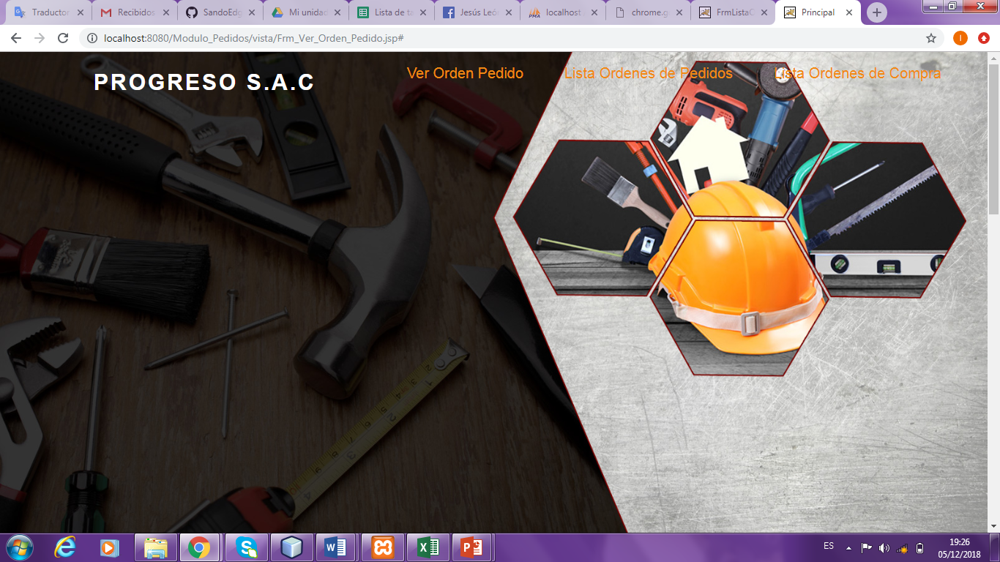 Traductor
Recibidos
SandoEdg
Mi unidad
Lista de ta
Jesús León
localhost
chrome.g
FrmListaC
Principal
localhost:8080/Modulo_Pedidos/vista/Frm_Ver_Orden_Pedido.jsp#
PROGRESO S.A.C
Ver Orden Pedido
Lista Ordenes de Pedidos
Lista Ordenes de Compra
ES
19:26
05/12/2018